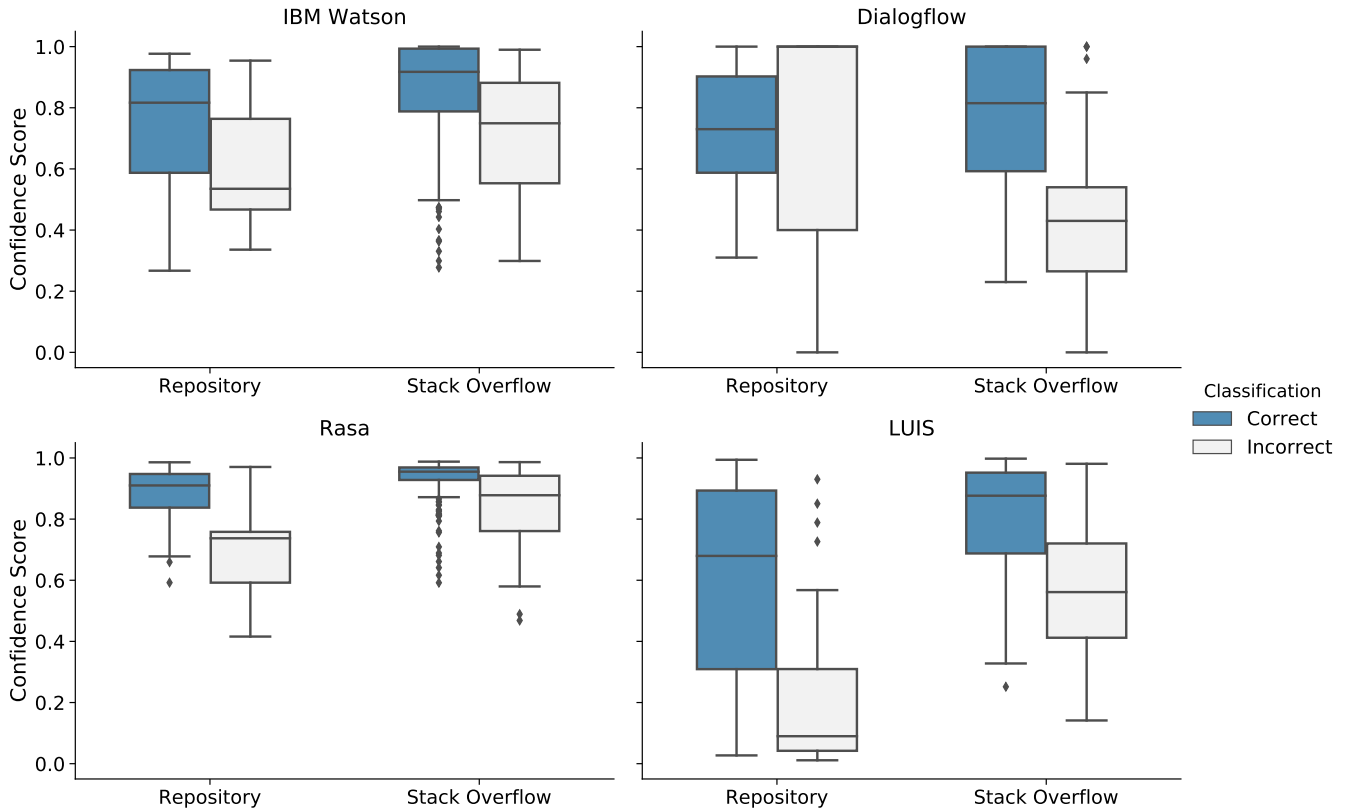 IBM Watson
Dialogflow
Confidence Score
1.0
0.8
0.6
0.4
0.2
0.0
Repository
Stack Overflow
Repository
Stack Overflow
Classification
Correct
Incorrect
Rasa
LUIS
Confidence Score
1.0
0.8
0.6
0.4
0.2
0.0
Repository
Stack Overflow
Repository
Stack Overflow